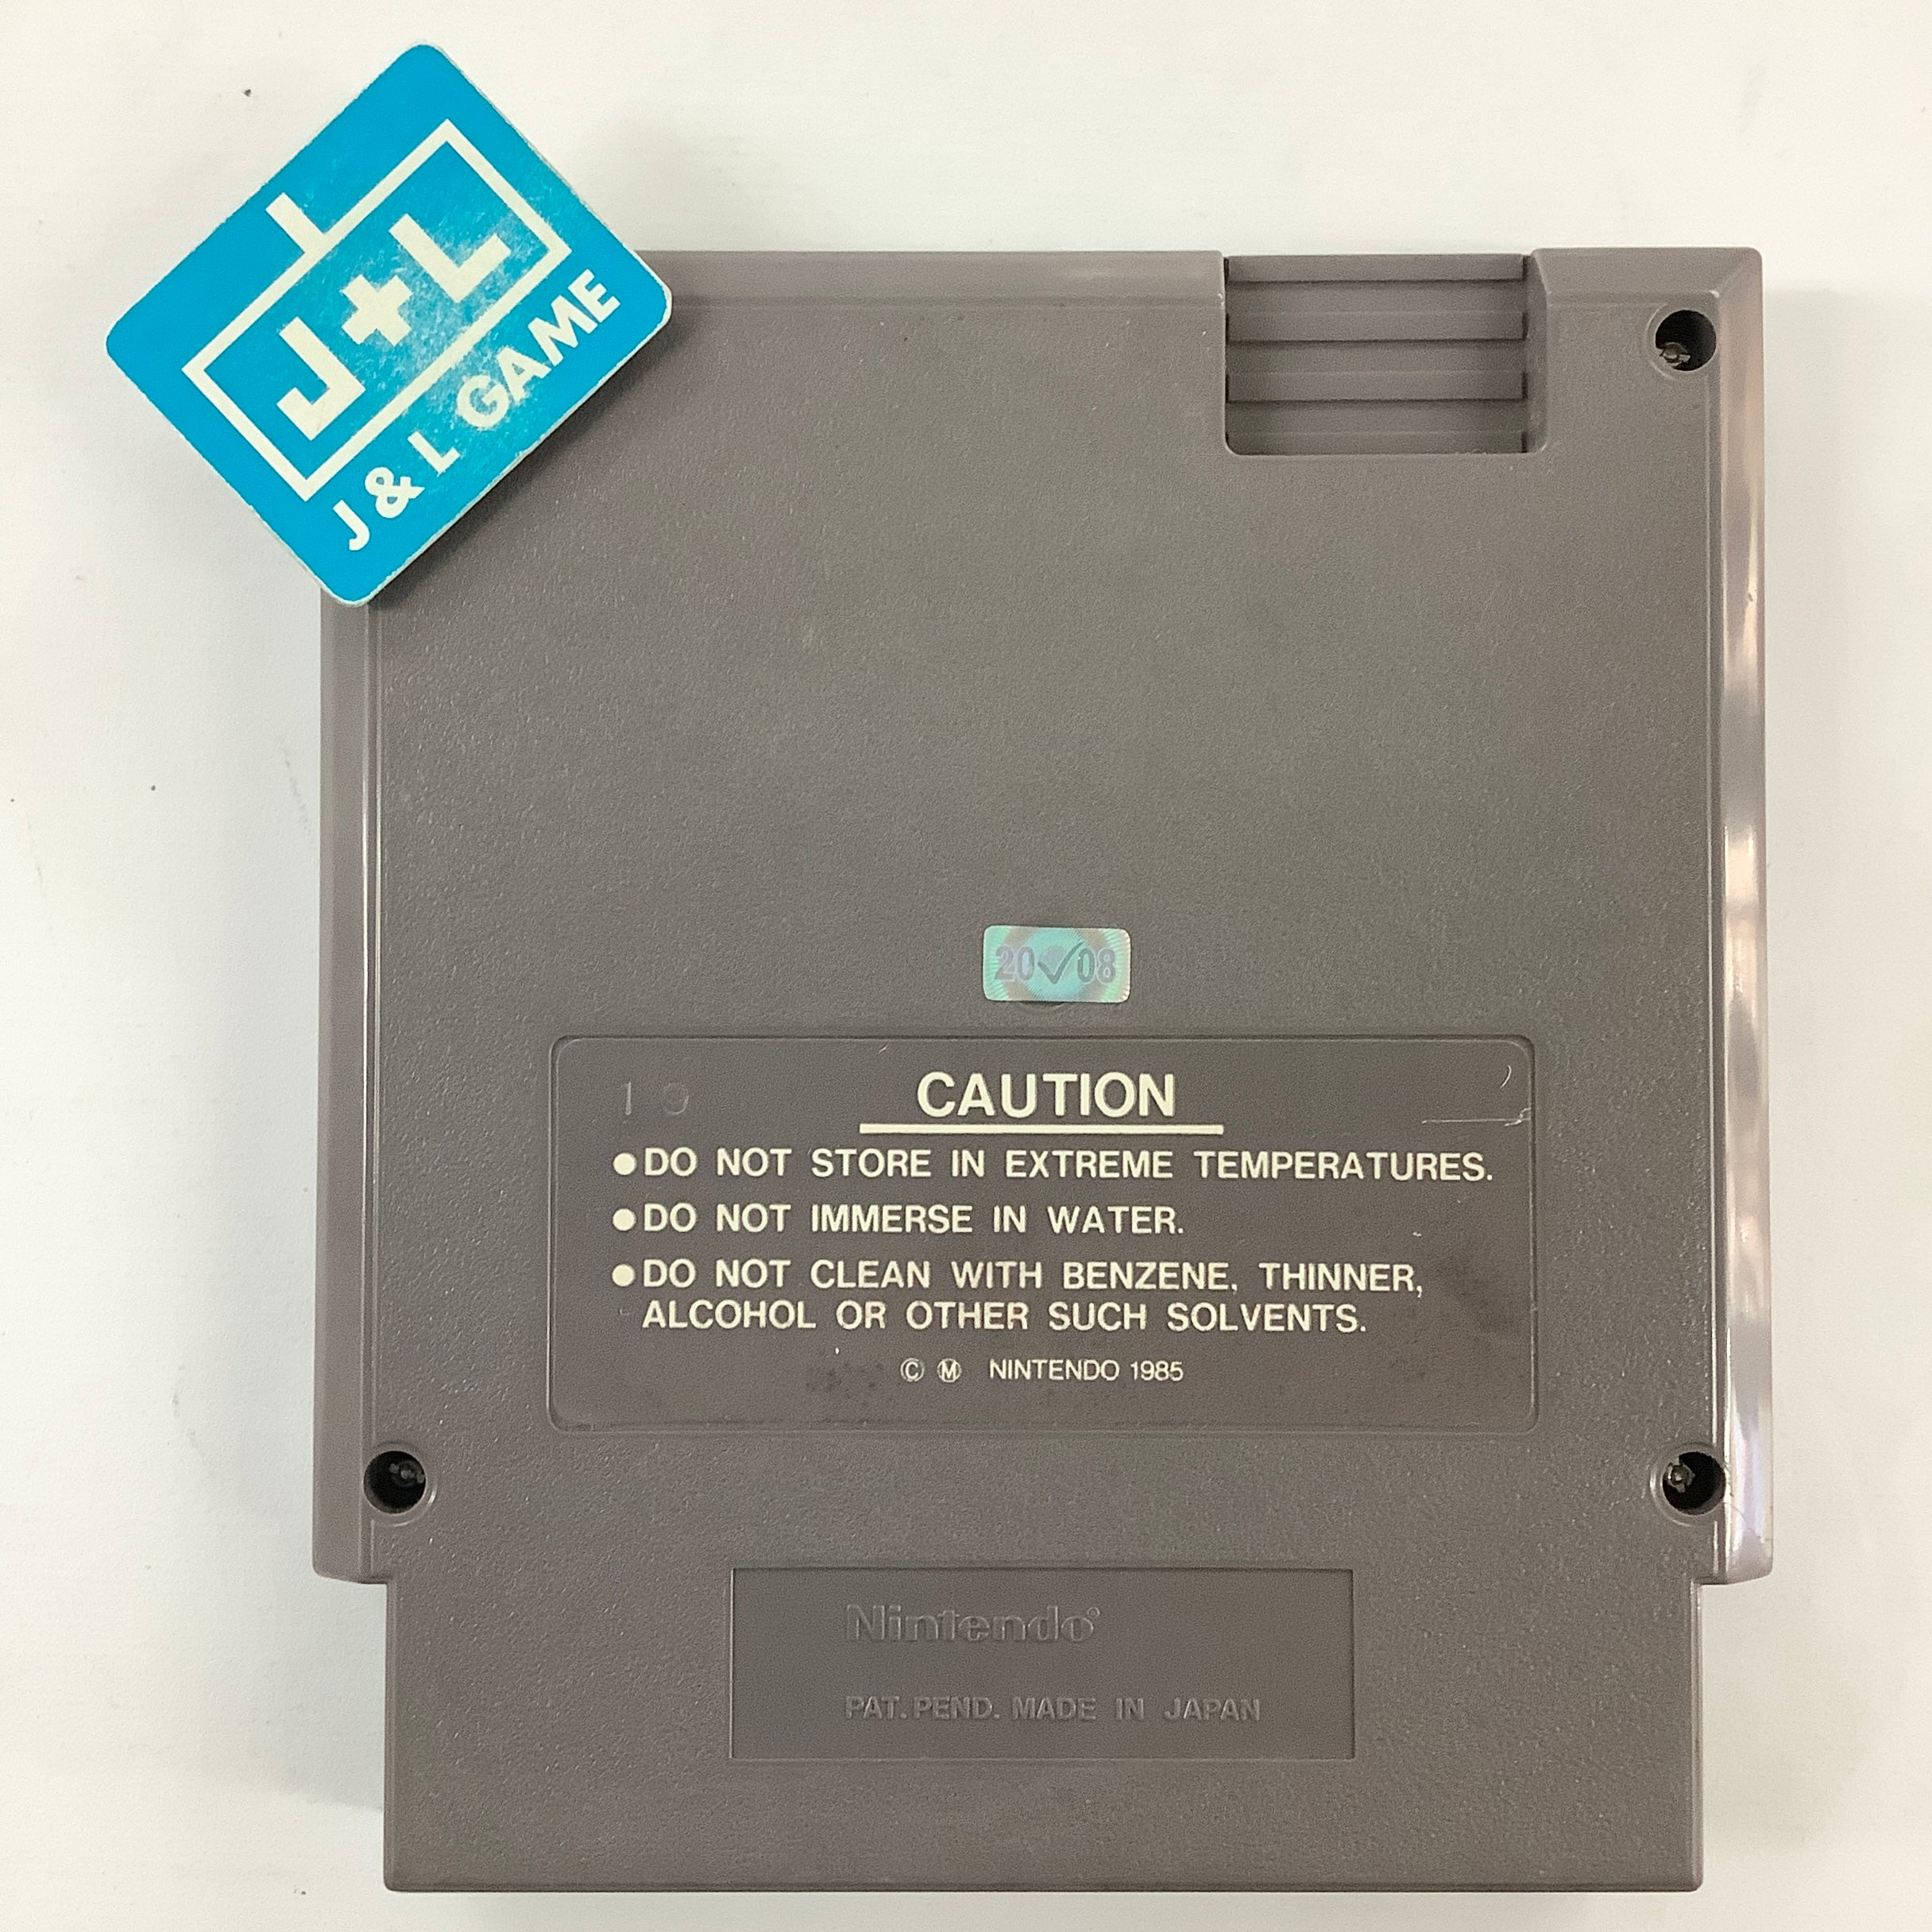 J+L
J & L GAME
20✓08
10
CAUTION
●DO NOT STORE IN EXTREME TEMPERATURES.
●DO NOT IMMERSE IN WATER.
●DO NOT CLEAN WITH BENZENE, THINNER,
ALCOHOL OR OTHER SUCH SOLVENTS.
Ⓒ Ⓜ NINTENDO 1985
Nintendo®
PAT. PEND. MADE IN JAPAN